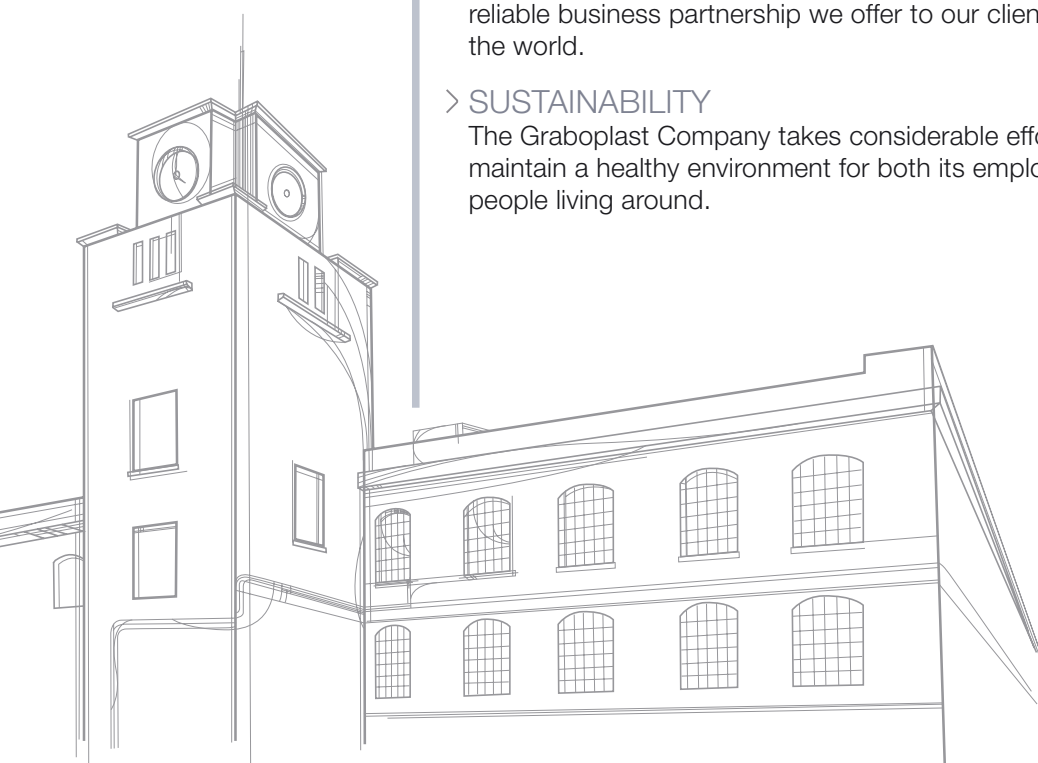 reliable business partnership we offer to our
the world.
> SUSTAINABILITY
The Graboplast Company takes considerable
maintain a healthy environment for both its
people living around.